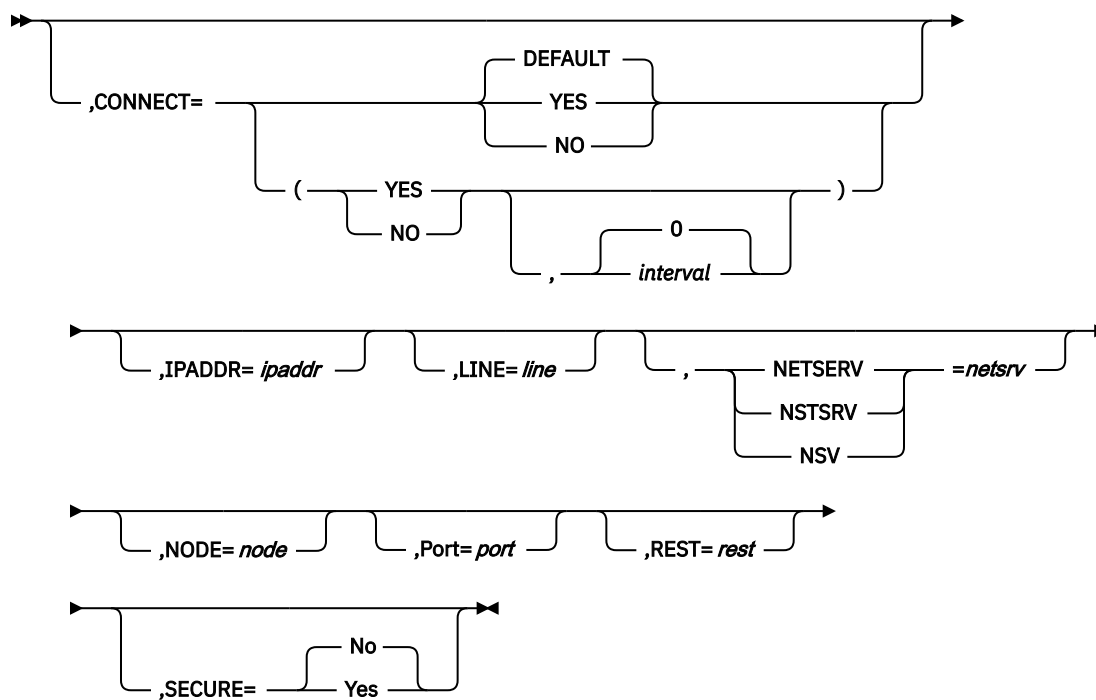 DEFAULT
,CONNECT= YES
NO
( YES )
NO 0
, interval
,IPADDR= ipaddr ,LINE= line , NETSERV =netsrv
NSTSRV
NSV
,NODE= node ,Port= port ,REST= rest
No
,SECURE= Yes